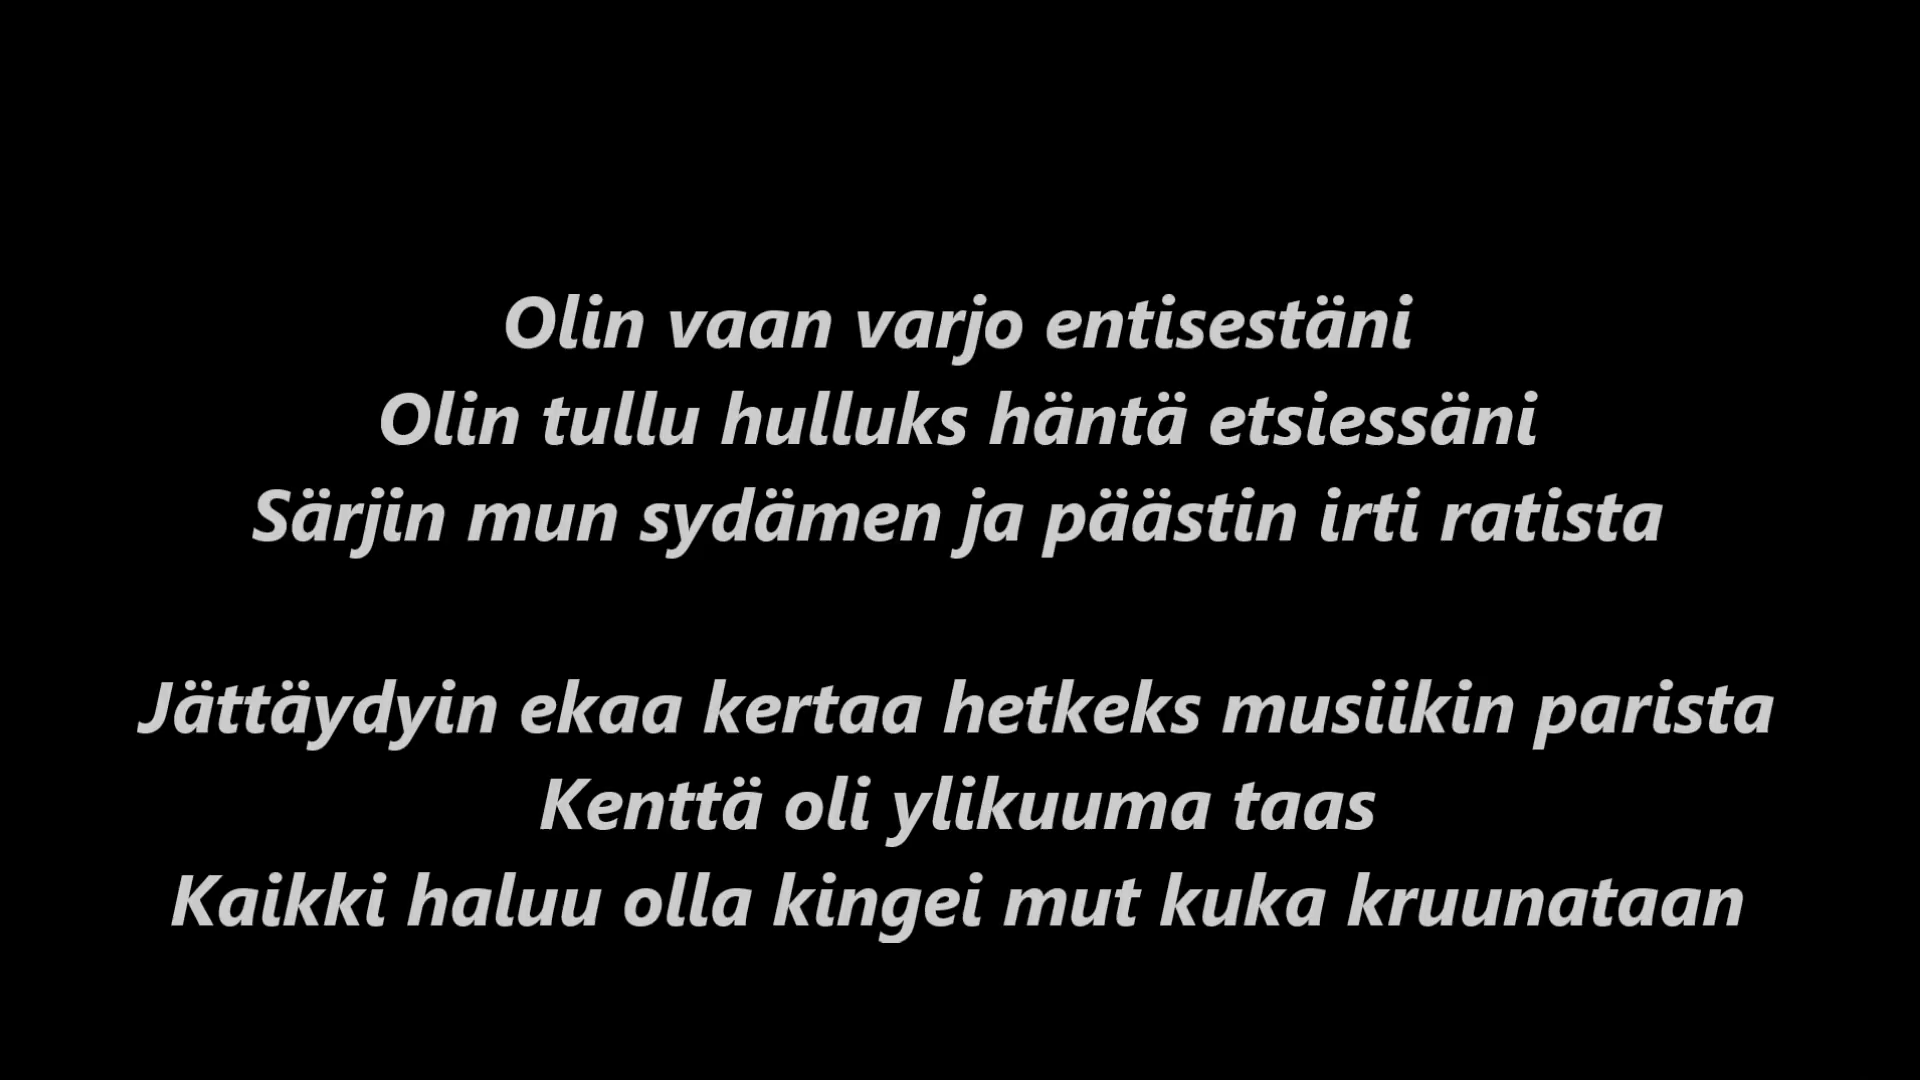 Olin vaan varjo entisestäni
Olin tullu hulluks häntä etsiessäni
Särjin mun sydämen ja päästin irti ratista
Jättäydyin ekaa kertaa hetkeks musiikin parista
Kenttä oli ylikuuma taas
Kaikki haluu olla kingei mut kuka kruunataan